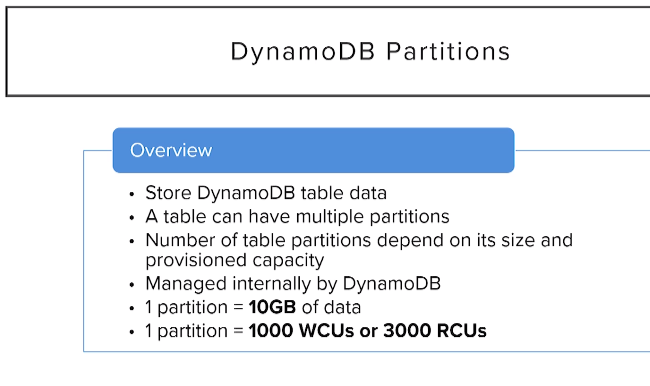 DynamoDB Partitions
Overview
• Store DynamoDB table data
• A table can have multiple partitions
• Number of table partitions depend on its size and
provisioned capacity
• Managed internally by DynamoDB
• 1 partition = 10GB of data
• 1 partition = 1000 WCUs or 3000 RCUs